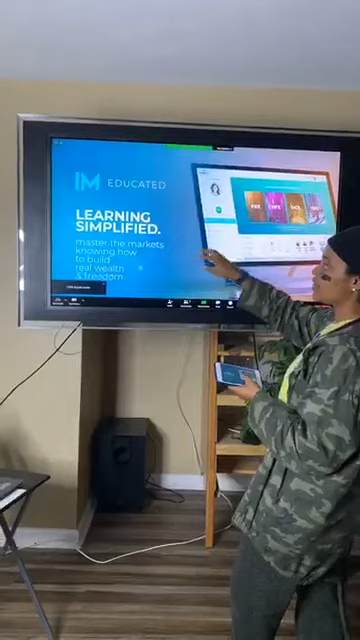 IM EDUCATED
LEARNING
SIMPLIFIED.
master the markets
knowing how
to build
real wealth
& freedom.